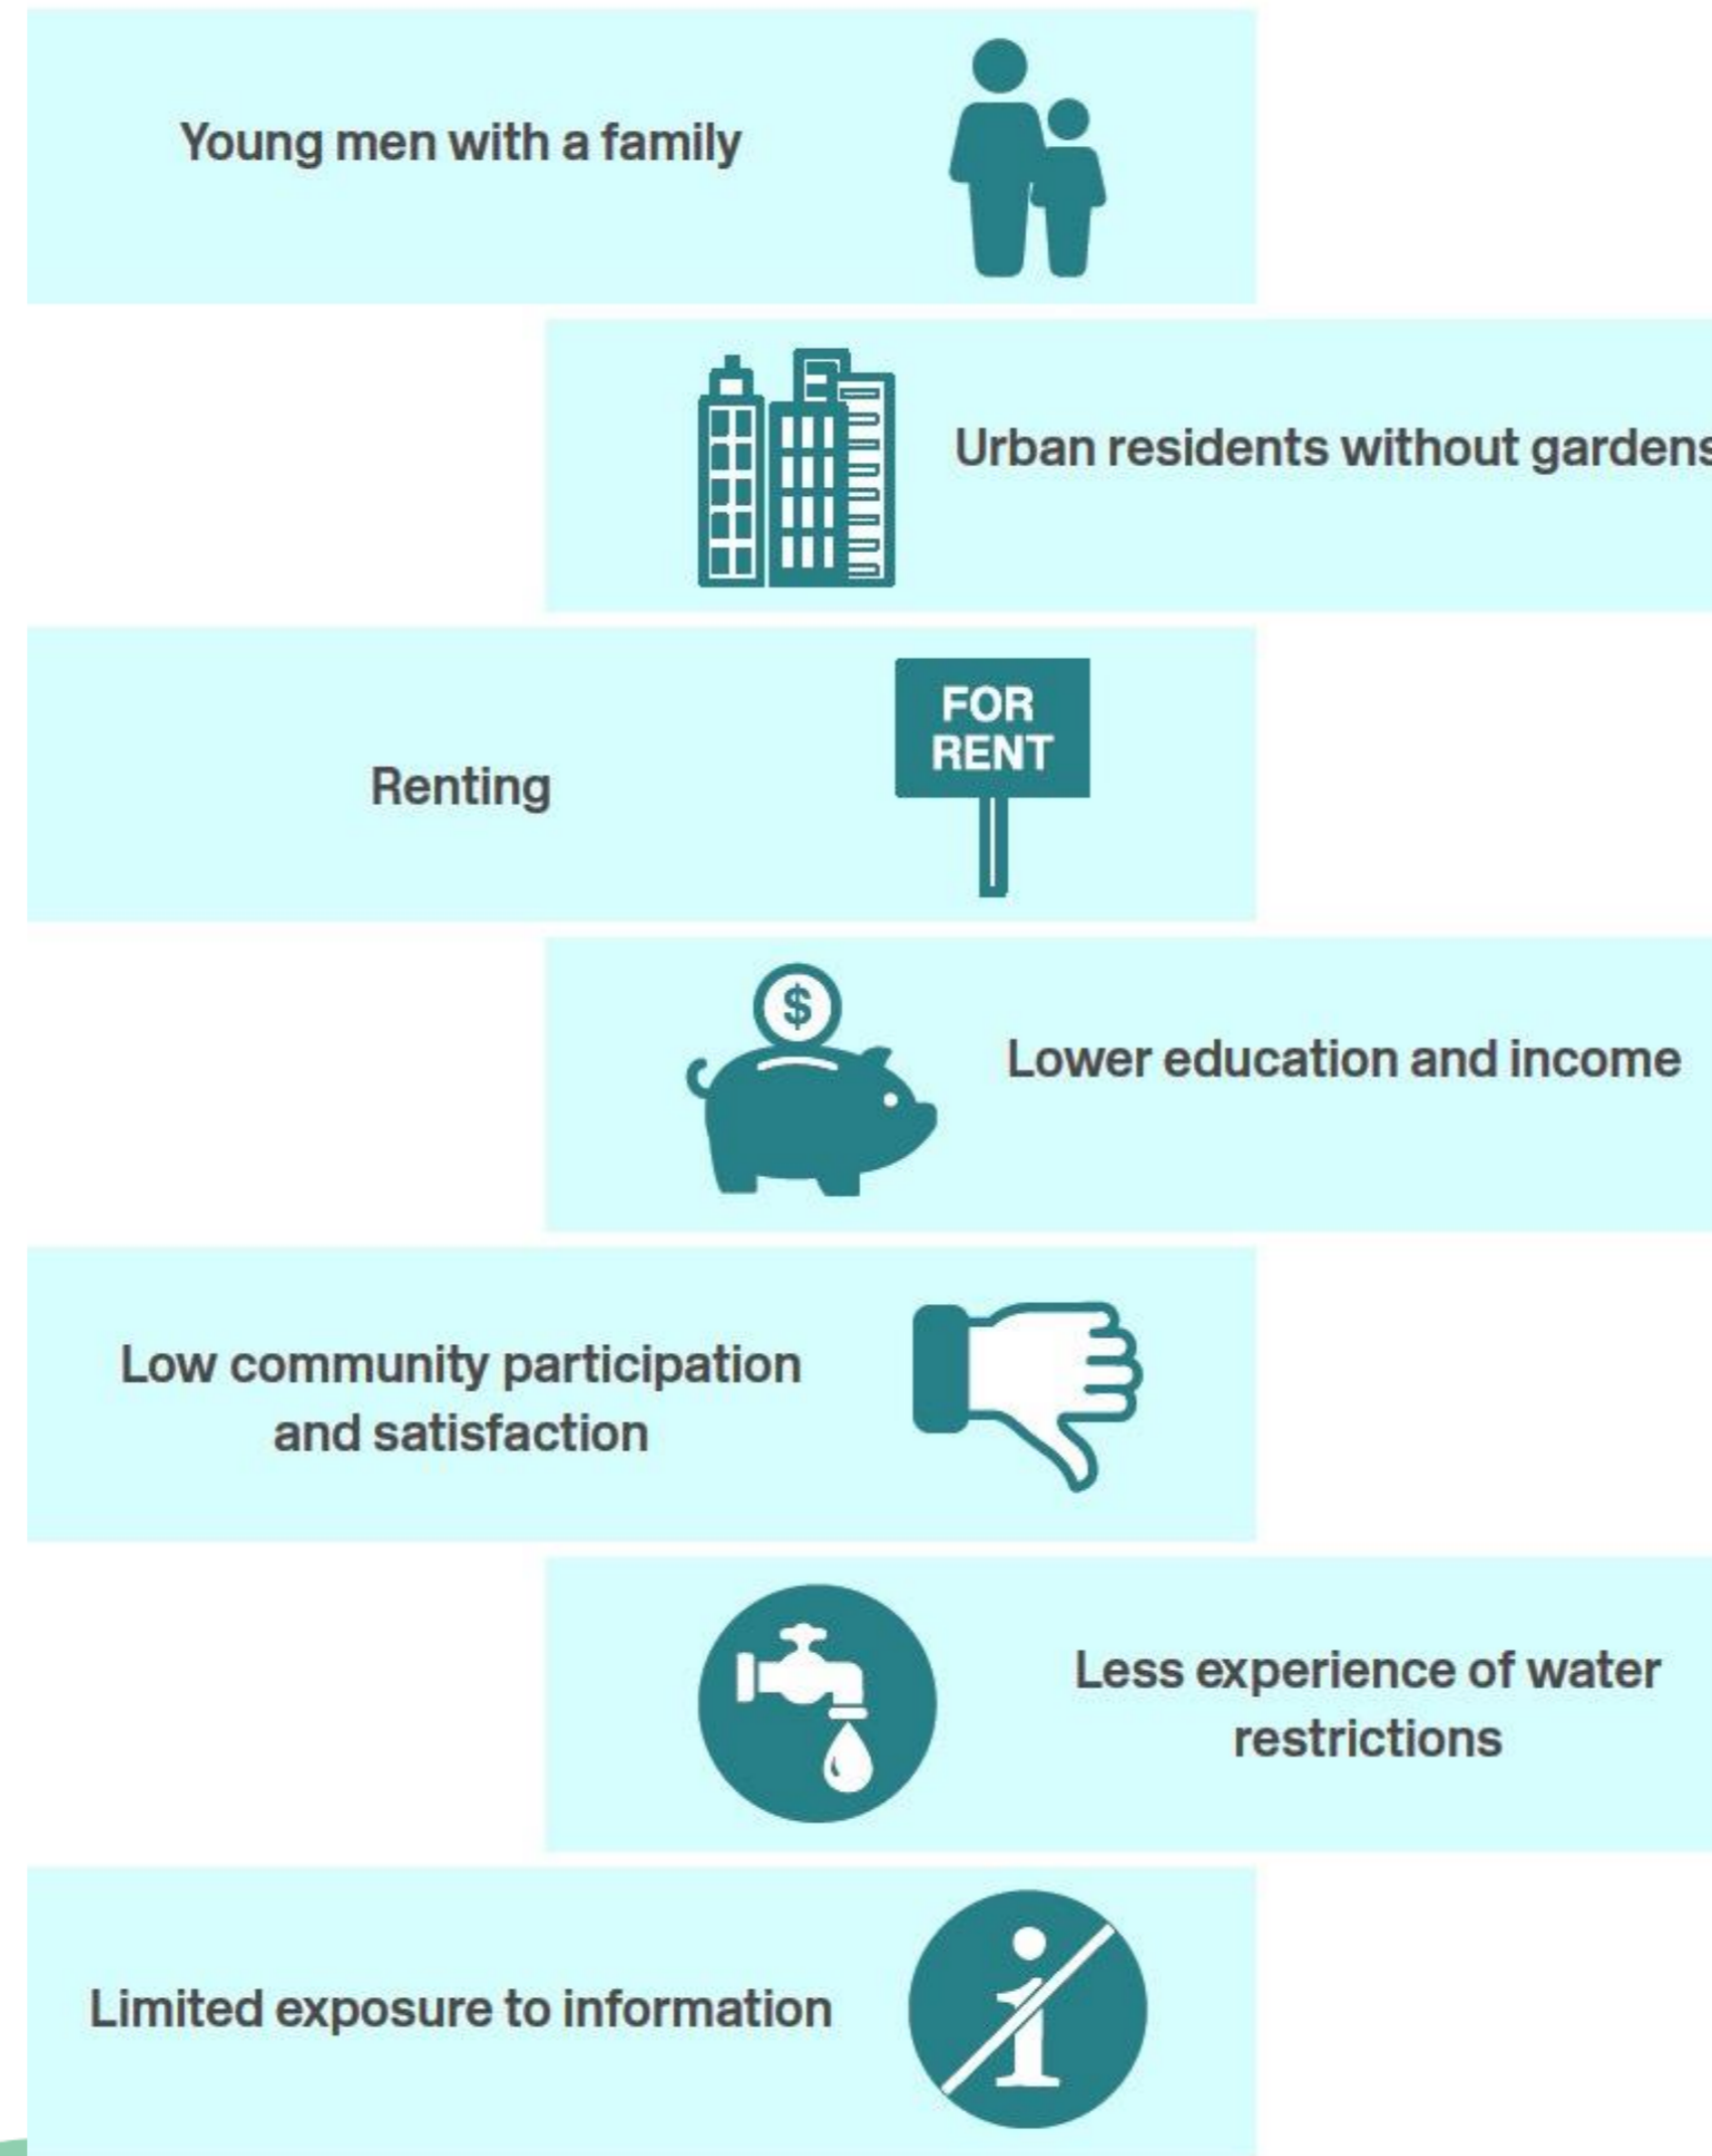 Young men with a family
Urban residents without gardens
FOR
RENT
Renting
$
Lower education and income
Low community participation
and satisfaction
Less experience of water
restrictions
Limited exposure to information